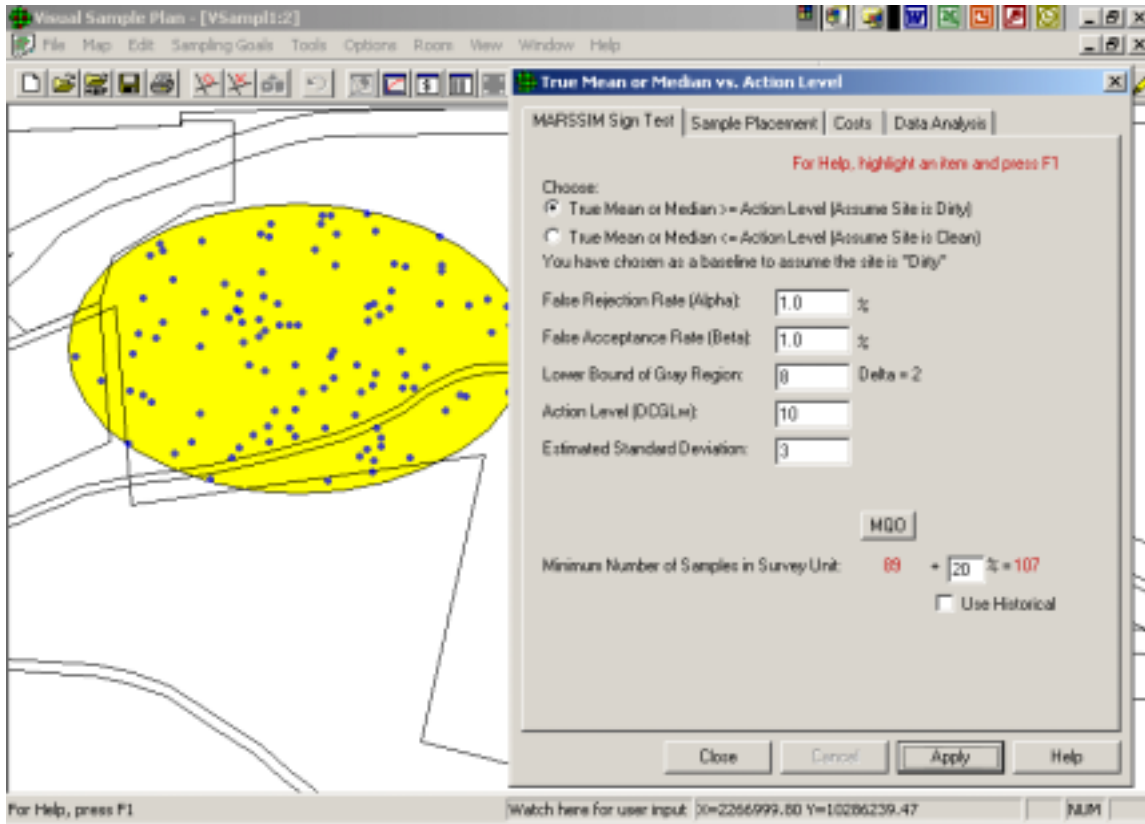 Visual Sample Plan - [VSampl1:2]
File Map Edit Sampling Goals Tools Options Room View Window Help
True Mean or Median vs. Action Level
MARSSIM Sign Test Sample Placement Costs Data Analysis
For Help, highlight an item and press F1
Choose:
True Mean or Median >= Action Level (Assume Site is Dirty)
True Mean or Median <= Action Level (Assume Site is Clean)
You have chosen as a baseline to assume the site is "Dirty"
False Rejection Rate (Alpha): 1.0 %
False Acceptance Rate (Beta): 1.0 %
Lower Bound of Gray Region: 8 Delta = 2
Action Level (DCGLw): 10
Estimated Standard Deviation: 3
MQO
Minimum Number of Samples in Survey Unit: 89 + 20 % = 107
Use Historical
Close Cancel Apply Help
For Help, press F1 Watch here for user input X=2266999.80 Y=10286239.47 NUM